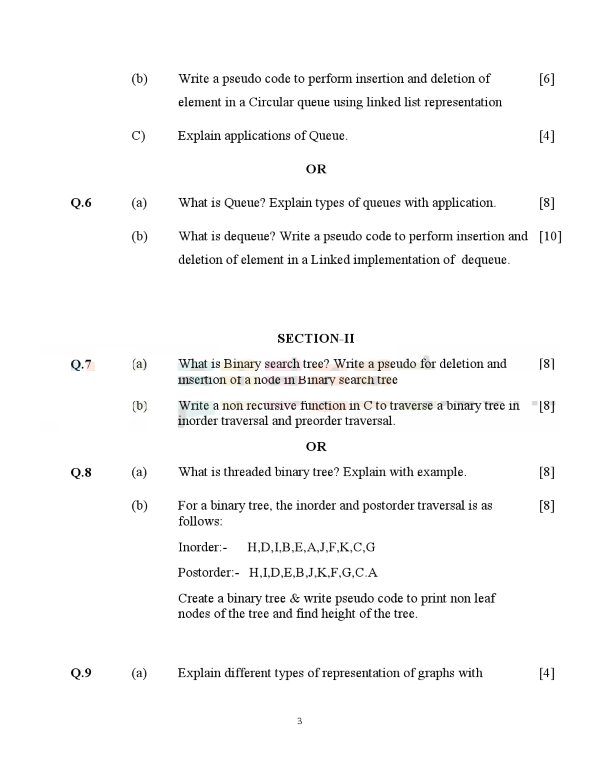 (b) Write a pseudo code to perform insertion and deletion of [6]
element in a Circular queue using linked list representation
C) Explain applications of Queue. [4]
OR
Q.6 (a) What is Queue? Explain types of queues with application. [8]
(b) What is dequeue? Write a pseudo code to perform insertion and [10]
deletion of element in a Linked implementation of dequeue.
SECTION-II
Q.7 (a) What is Binary search tree? Write a pseudo for deletion and [8]
insertion of a node in Binary search tree
(b) Write a non recursive function in C to traverse a binary tree in [8]
inorder traversal and preorder traversal.
OR
Q.8 (a) What is threaded binary tree? Explain with example. [8]
(b) For a binary tree, the inorder and postorder traversal is as [8]
follows:
Inorder:- H,D,I,B,E,A,J,F,K,C,G
Postorder:- H,I,D,E,B,J,K,F,G,C.A
Create a binary tree & write pseudo code to print non leaf
nodes of the tree and find height of the tree.
Q.9 (a) Explain different types of representation of graphs with [4]
3